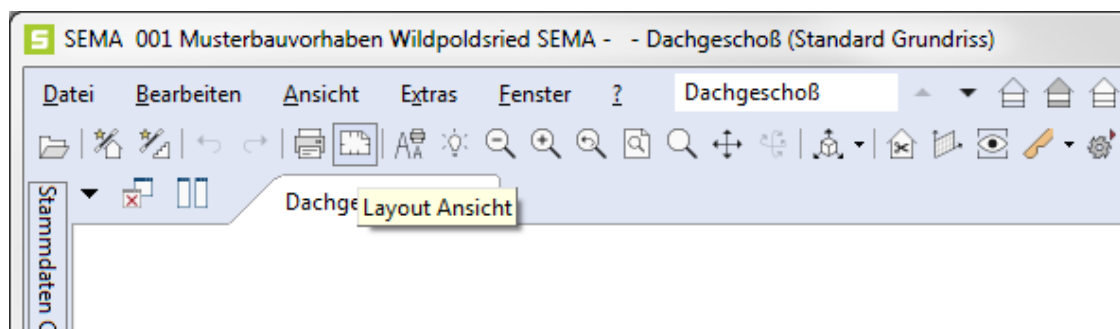 SEMA 001 Musterbauvorhaben Wildpoldsried SEMA - - Dachgeschoß (Standard Grundriss)
Datei Bearbeiten Ansicht Extras Fenster ? Dachgeschoß
Dachge
Layout Ansicht
Stammdaten